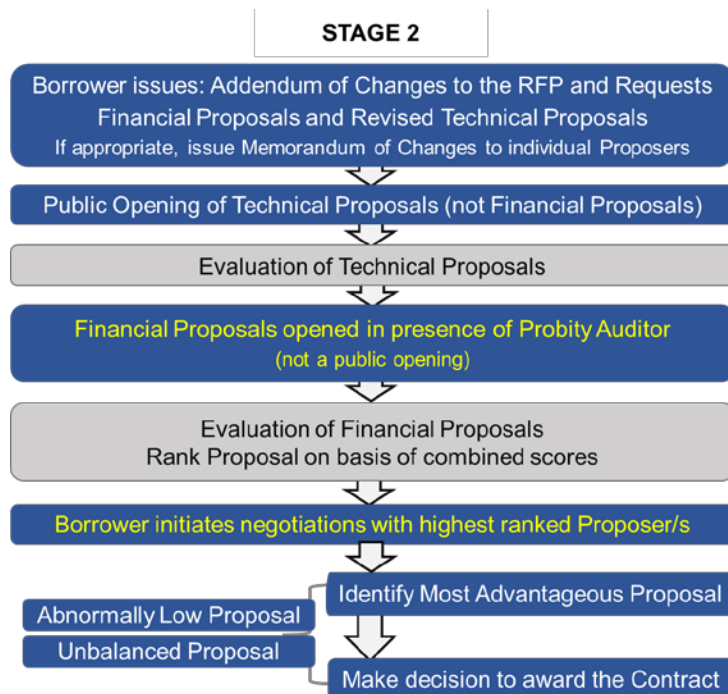 STAGE 2
Borrower issues: Addendum of Changes to the RFP and Requests
Financial Proposals and Revised Technical Proposals
If appropriate, issue Memorandum of Changes to individual Proposers
Public Opening of Technical Proposals (not Financial Proposals)
Evaluation of Technical Proposals
Financial Proposals opened in presence of Probity Auditor
(not a public opening)
Evaluation of Financial Proposals
Rank Proposal on basis of combined scores
Borrower initiates negotiations with highest ranked Proposer/s
Identify Most Advantageous Proposal
Abnormally Low Proposal
Unbalanced Proposal
Make decision to award the Contract